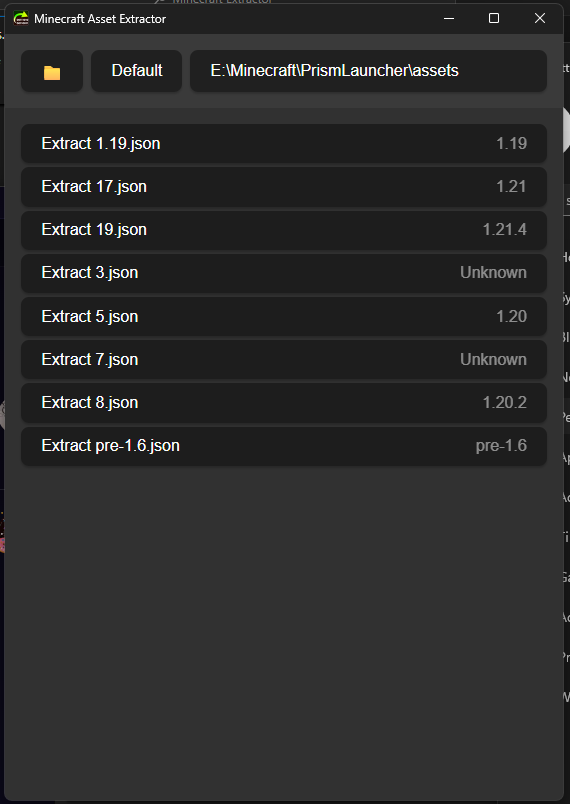 Minecraft Asset Extractor
Default
E:\Minecraft\PrismLauncher\assets
Extract 1.19.json 1.19
Extract 17.json 1.21
Extract 19.json 1.21.4
Extract 3.json Unknown
Extract 5.json 1.20
Extract 7.json Unknown
Extract 8.json 1.20.2
Extract pre-1.6.json pre-1.6